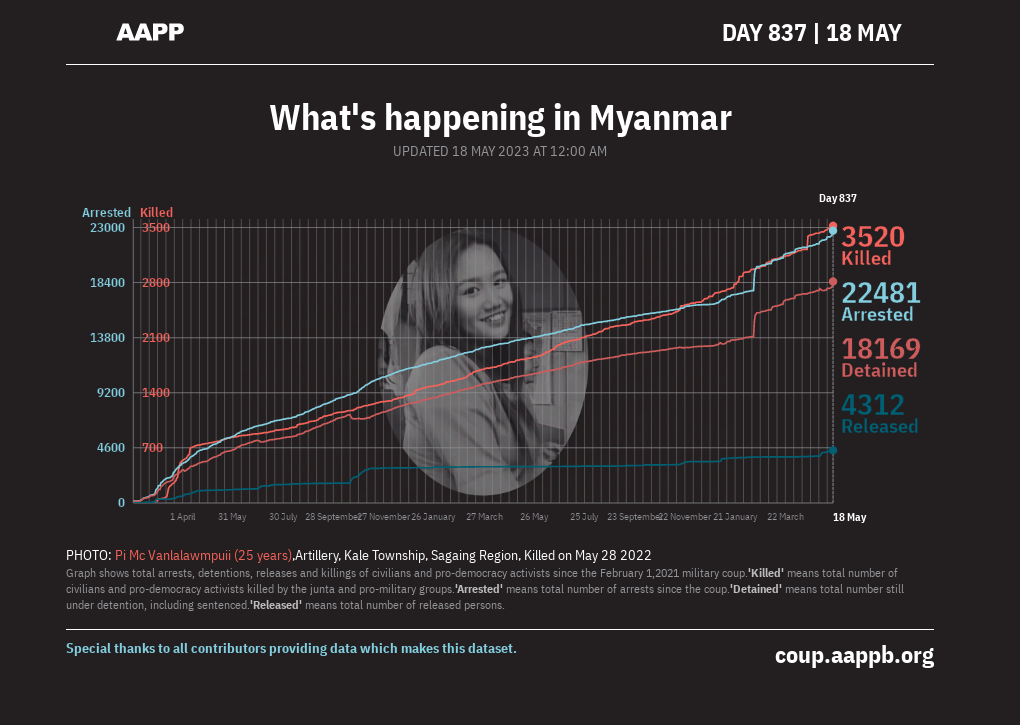 AAPP
DAY 837 | 18 MAY
What's happening in Myanmar
UPDATED 18 MAY 2023 AT 12:00 AM
Day 837
Arrested Killed
23000 3500
18400 2800
13800 2100
9200 1400
4600 700
0
3520
Killed
22481
Arrested
18169
Detained
4312
Released
1 April 31 May 30 July 28 September 27 November 26 January 27 March 26 May 25 July 23 September 22 November 21 January 22 March 18 May
PHOTO: Pi Mc Vanlalawmpuii (25 years),Artillery, Kale Township, Sagaing Region, Killed on May 28 2022
Graph shows total arrests, detentions, releases and killings of civilians and pro-democracy activists since the February 1,2021 military coup.'Killed' means total number of
civilians and pro-democracy activists killed by the junta and pro-military groups.'Arrested' means total number of arrests since the coup.'Detained' means total number still
under detention, including sentenced.'Released' means total number of released persons.
Special thanks to all contributors providing data which makes this dataset.
coup.aappb.org